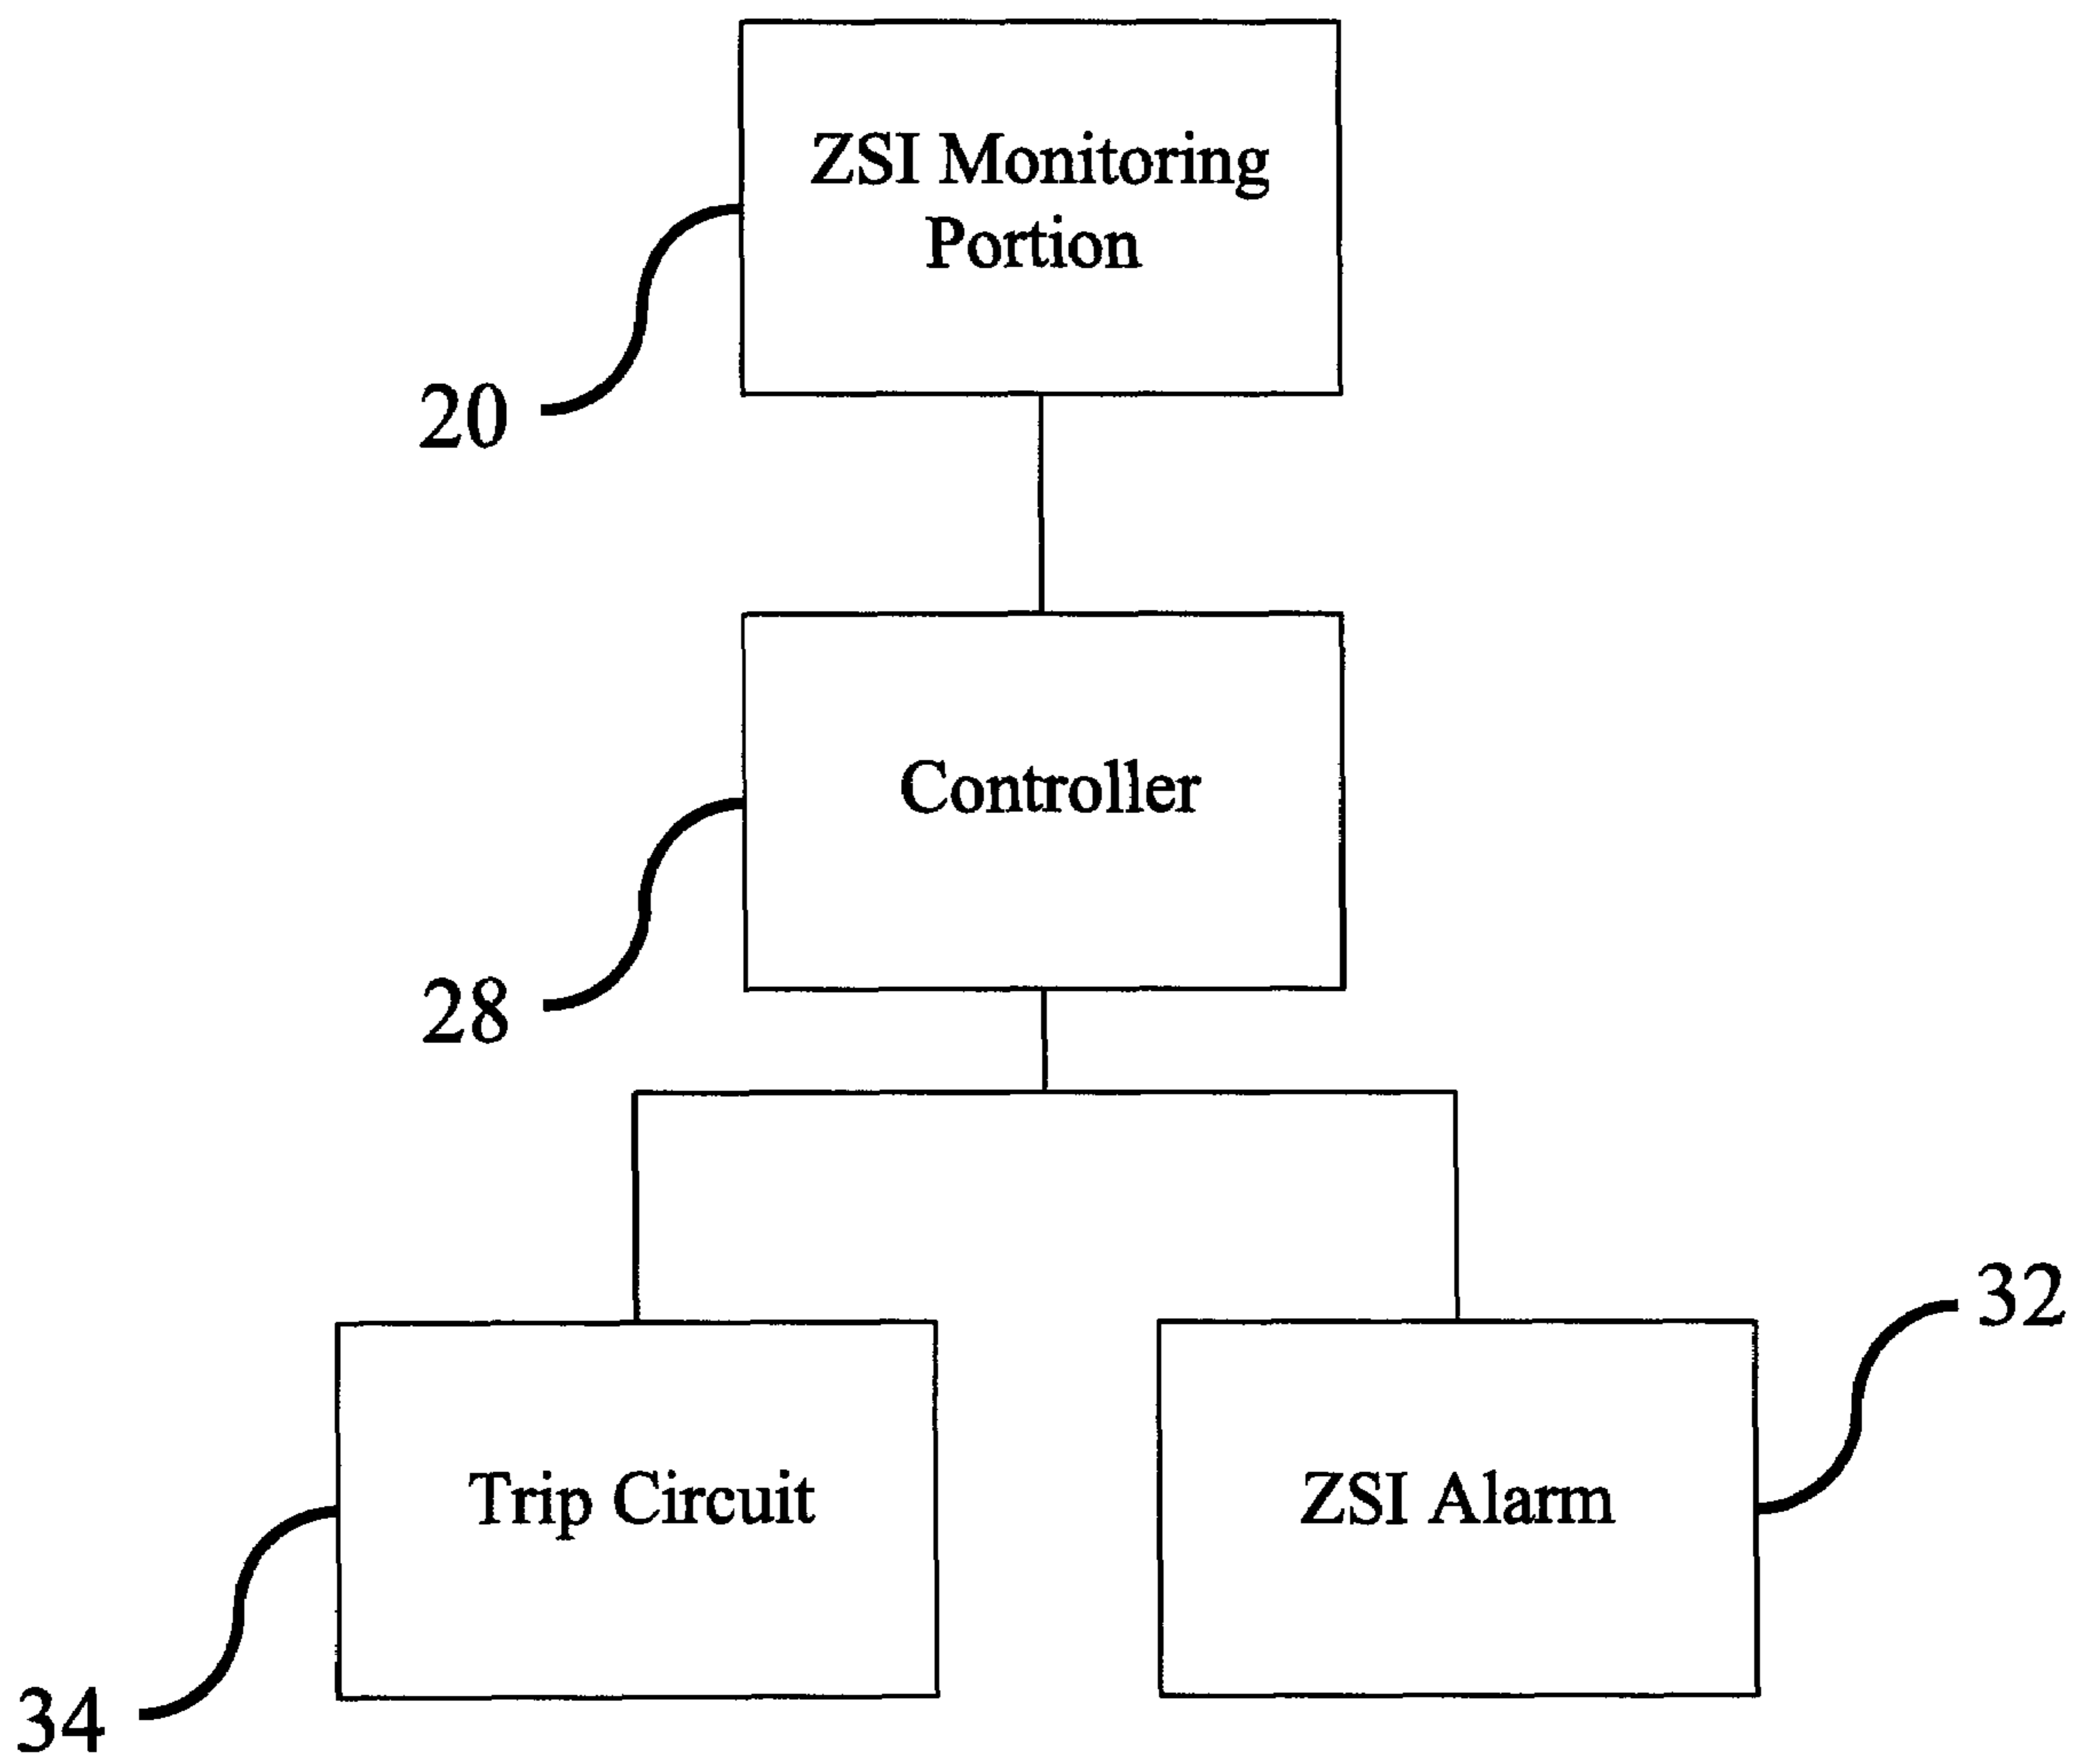 ZSI Monitoring
Portion
20
Controller
28
32
Trip Circuit
ZSI Alarm
34